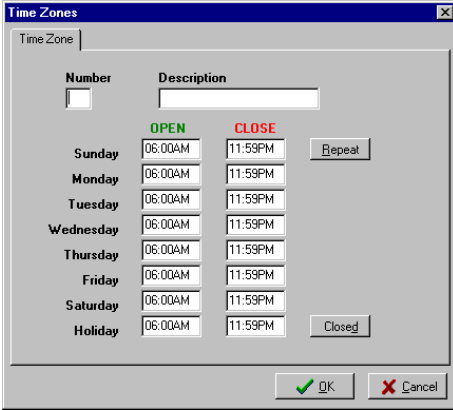 Time Zones
Time Zone
Number Description
OPEN CLOSE
Sunday 06:00AM 11:59PM Repeat
Monday 06:00AM 11:59PM
Tuesday 06:00AM 11:59PM
Wednesday 06:00AM 11:59PM
Thursday 06:00AM 11:59PM
Friday 06:00AM 11:59PM
Saturday 06:00AM 11:59PM
Holiday 06:00AM 11:59PM Closed
OK Cancel